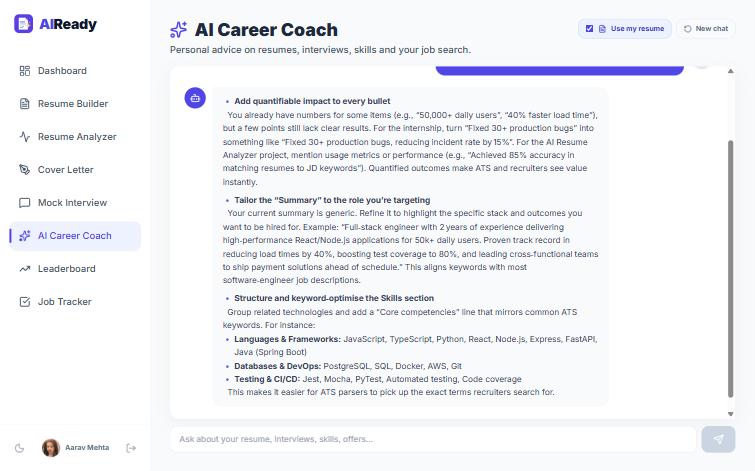 AIReady
Dashboard
Resume Builder
Resume Analyzer
Cover Letter
Mock Interview
AI Career Coach
Leaderboard
Job Tracker
Aarav Mehta
AI Career Coach
Personal advice on resumes, interviews, skills and your job search.
Use my resume
New chat
• Add quantifiable impact to every bullet
You already have numbers for some items (e.g., “50,000+ daily users”, “40% faster load time”),
but a few points still lack clear results. For the internship, turn “Fixed 30+ production bugs” into
something like “Fixed 30+ bugs, reducing incident rate by 15%”. For the AI Resume
Analyzer project, mention usage metrics or performance (e.g., “Achieved 85% accuracy in
matching resumes to JD keywords”). Quantified outcomes make ATS and recruiters see value
instantly.
• Tailor the “Summary” to the role you’re targeting
Your current summary is generic. Refine it to highlight the specific stack and outcomes you
want to be hired for. Example: “Full-stack engineer with 2 years of experience delivering
high-performance React/Node.js applications for 50k+ daily users. Proven track record in
reducing load times by 40%, boosting test coverage to 80%, and leading cross-functional teams
to ship payment solutions ahead of schedule.” This aligns keywords with most
software-engineer job descriptions.
• Structure and keyword-optimise the Skills section
Group related technologies and add a “Core competencies” line that mirrors common ATS
keywords. For instance:
• Languages & Frameworks: JavaScript, TypeScript, Python, React, Node.js, Express, FastAPI,
Java (Spring Boot)
• Databases & DevOps: PostgreSQL, SQL, Docker, AWS, Git
• Testing & CI/CD: Jest, Mocha, PyTest, Automated testing, Code coverage
This makes it easier for ATS parsers to pick up the exact terms recruiters search for.
Ask about your resume, interviews, skills, offers...